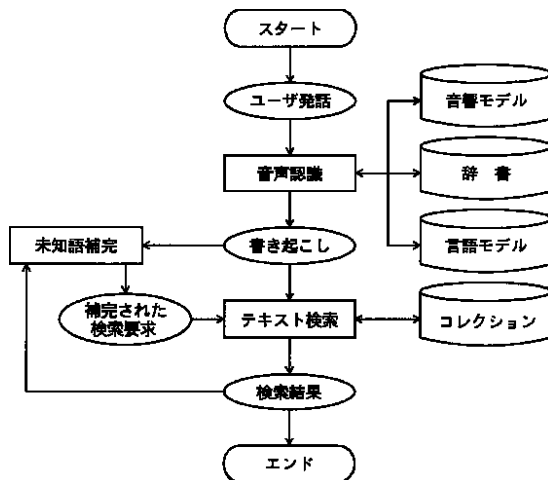 スタート
ユーザ発話
音響モデル
音声認識
辞 書
未知語補完
書き起こし
言語モデル
補完された
検索要求
テキスト検索
コレクション
検索結果
エンド